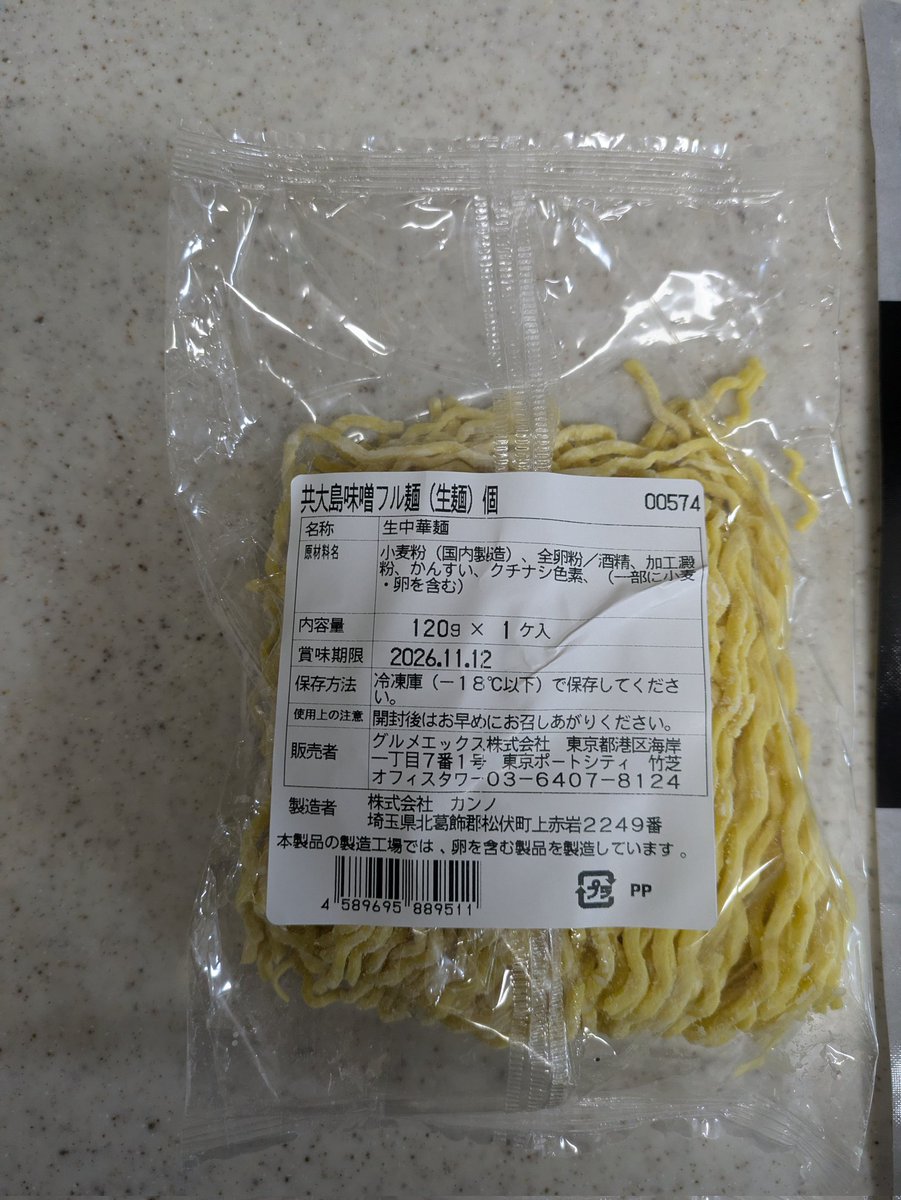 共大島味噌フル麺（生麺）個 00574
名称 生中華麺
原材料名 小麦粉（国内製造）、全卵粉／酒精、加工澱
粉、かんすい、クチナシ色素、（一部に小麦
・卵を含む）
内容量 120g × 1ケ入
賞味期限 2026.11.12
保存方法 冷凍庫（－18℃以下）で保存してくださ
い。
使用上の注意 開封後はお早めにお召しあがりください。
販売者 グルメエックス株式会社 東京都港区海岸
一丁目7番1号 東京ポートシティ 竹芝
オフィスタワー03-6407-8124
製造者 株式会社 カンノ
埼玉県北葛飾郡松伏町上赤岩2249番
本製品の製造工場では、卵を含む製品を製造しています。
4 589695 889511
プラ PP